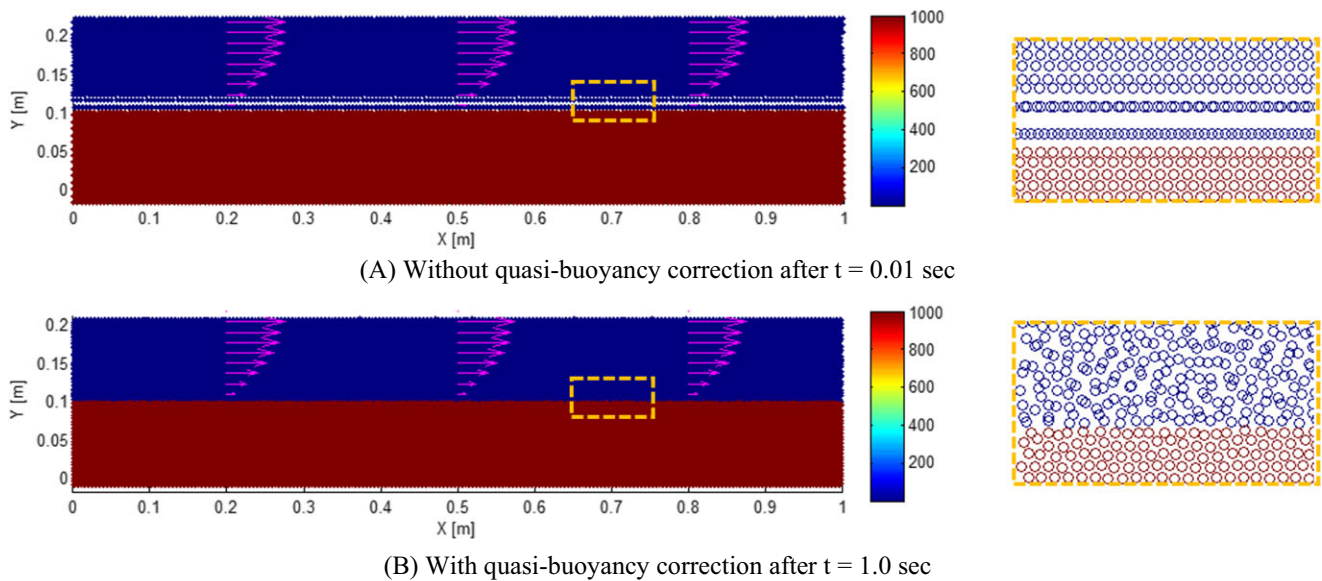 0.2
0.15
0.1
0.05
0
Y [m]
0 0.1 0.2 0.3 0.4 0.5 0.6 0.7 0.8 0.9 1
X [m]
1000
800
600
400
200
(A) Without quasi-buoyancy correction after t = 0.01 sec
0.2
0.15
0.1
0.05
0
Y [m]
0 0.1 0.2 0.3 0.4 0.5 0.6 0.7 0.8 0.9 1
X [m]
1000
800
600
400
200
(B) With quasi-buoyancy correction after t = 1.0 sec